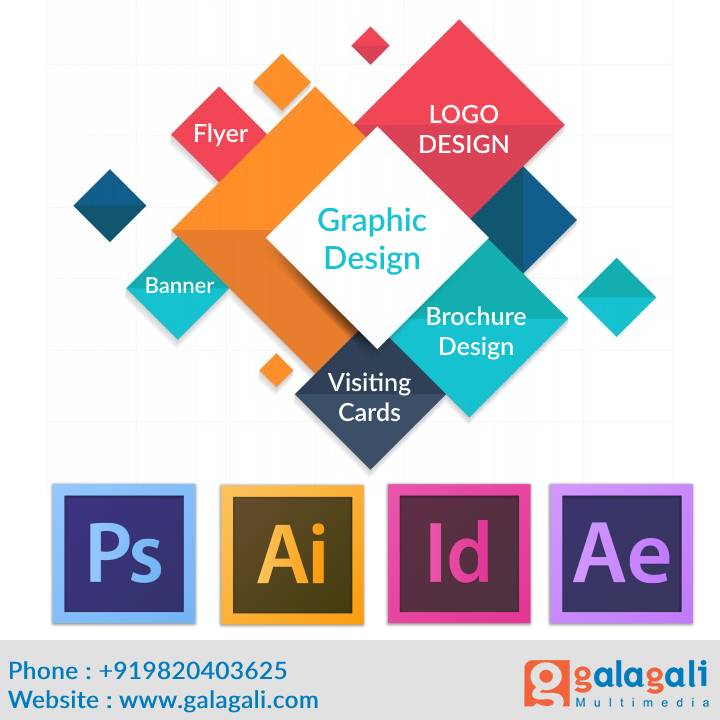 LOGO
DESIGN
Flyer
Graphic
Design
Banner
Brochure
Design
Visiting
Cards
Ps
Ai
Id
Ae
Phone : +919820403625
Website : www.galagali.com
galagali
Multimedia